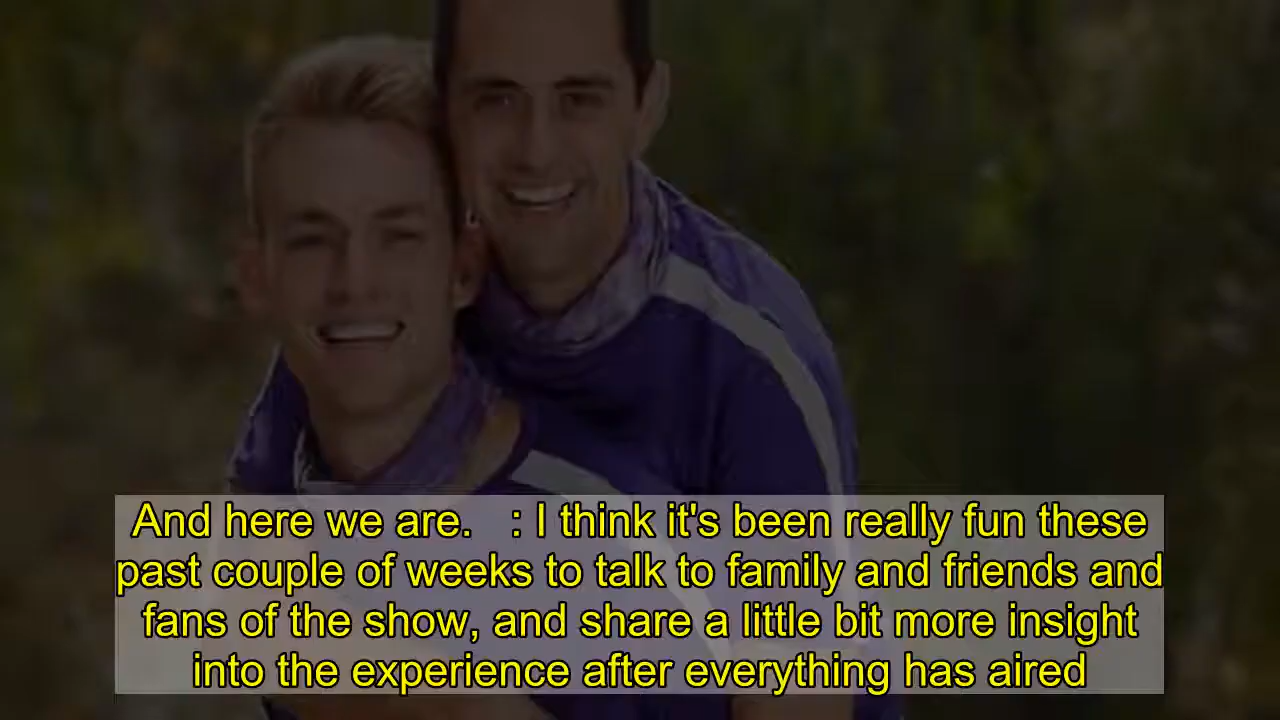 And here we are.   : I think it's been really fun these
past couple of weeks to talk to family and friends and
fans of the show, and share a little bit more insight
into the experience after everything has aired